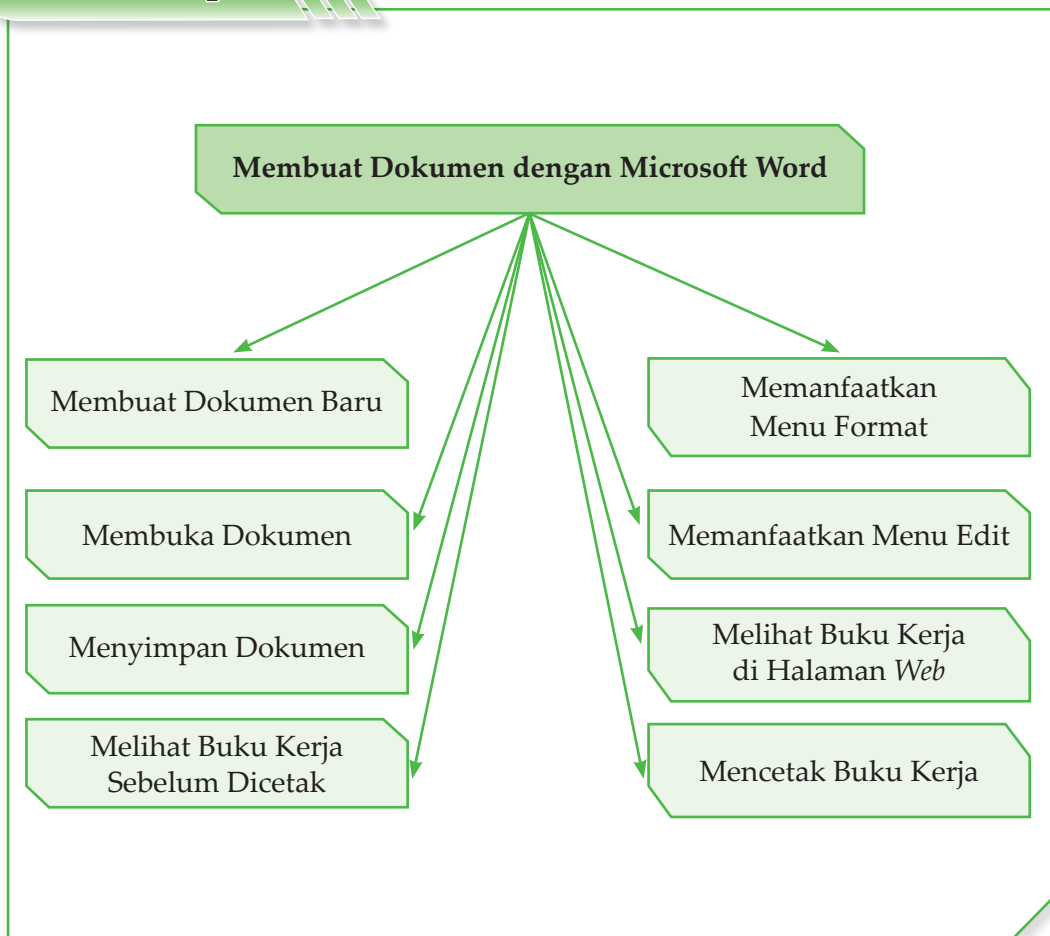 Membuat Dokumen dengan Microsoft Word
Membuat Dokumen Baru
Membuka Dokumen
Menyimpan Dokumen
Melihat Buku Kerja
Sebelum Dicetak
Memanfaatkan
Menu Format
Memanfaatkan Menu Edit
Melihat Buku Kerja
di Halaman Web
Mencetak Buku Kerja